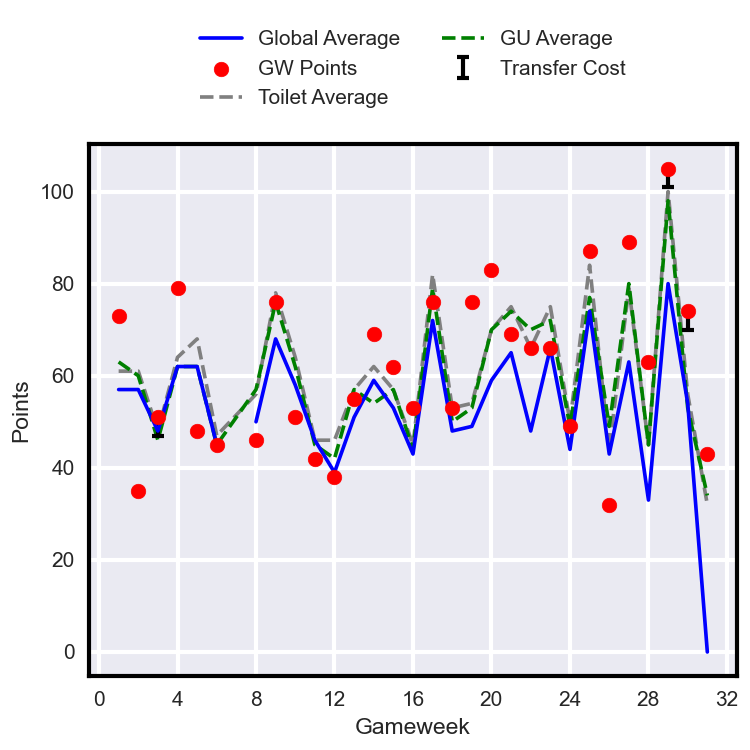 Global Average
GW Points
Toilet Average
GU Average
Transfer Cost
100
80
60
40
20
0
Points
0 4 8 12 16 20 24 28 32
Gameweek